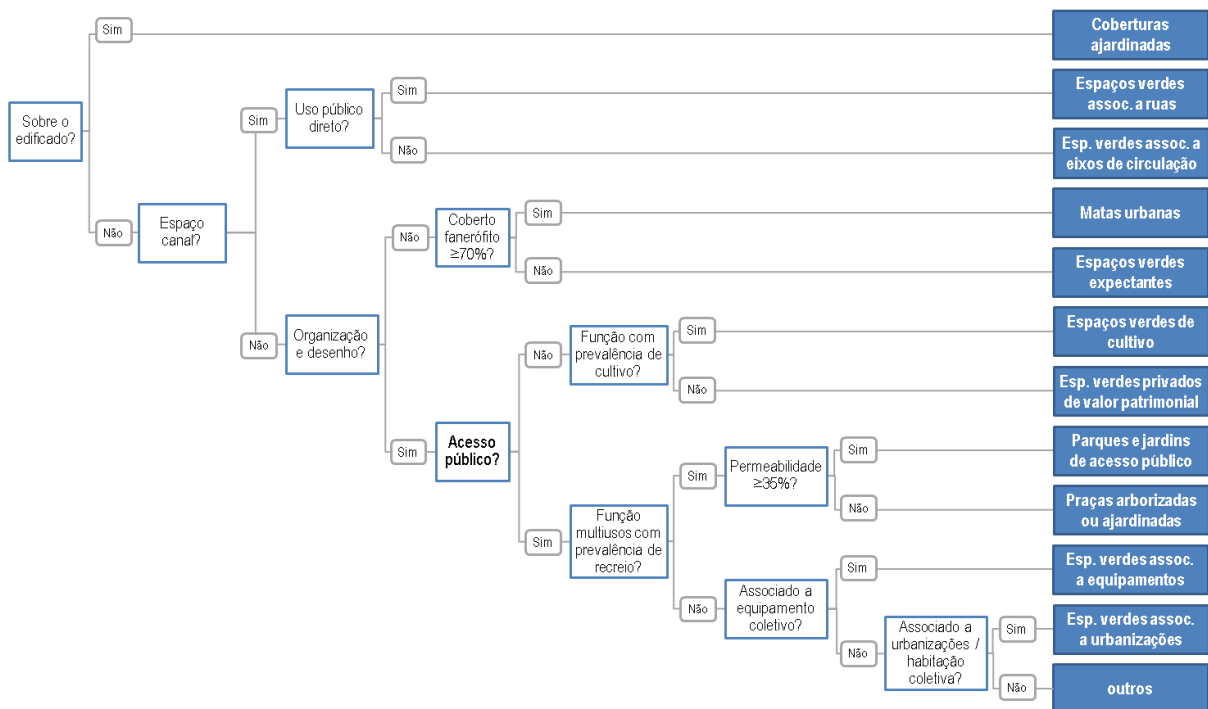 Sim
Coberturas
ajardinadas
Sobre o
edificado?
Não
Espaço
canal?
Sim
Uso público
direto?
Sim
Espaços verdes
assoc. a ruas
Não
Esp. verdes assoc. a
eixos de circulação
Não
Organização
e desenho?
Não
Coberto
fanerófito
≥70%?
Sim
Matas urbanas
Não
Espaços verdes
expectantes
Sim
Acesso
público?
Não
Função com
prevalência de
cultivo?
Sim
Espaços verdes de
cultivo
Não
Esp. verdes privados
de valor patrimonial
Sim
Função
multiusos com
prevalência de
recreio?
Sim
Permeabilidade
≥35%?
Sim
Parques e jardins
de acesso público
Não
Praças arborizadas
ou ajardinadas
Não
Associado a
equipamento
coletivo?
Sim
Esp. verdes assoc.
a equipamentos
Não
Associado a
urbanizações /
habitação
coletiva?
Sim
Esp. verdes assoc.
a urbanizações
Não
outros